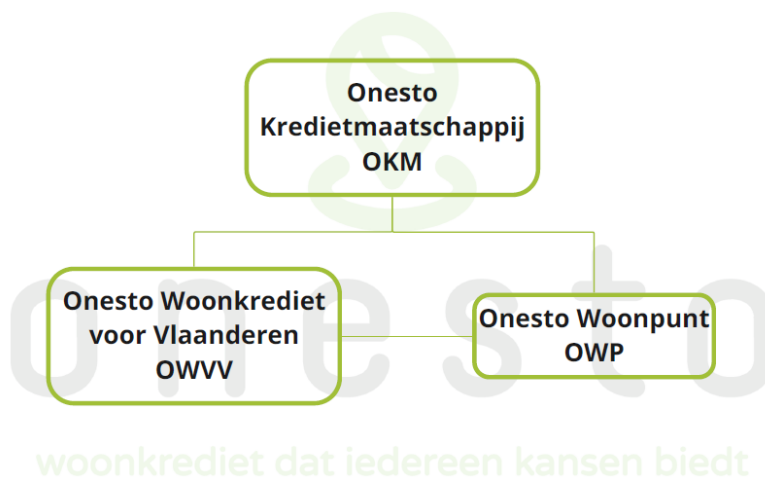 Onesto
Kredietmaatschappij
OKM
Onesto Woonkrediet
voor Vlaanderen
OWVV
Onesto Woonpunt
OWP
onesto
woonkrediet dat iedereen kansen biedt